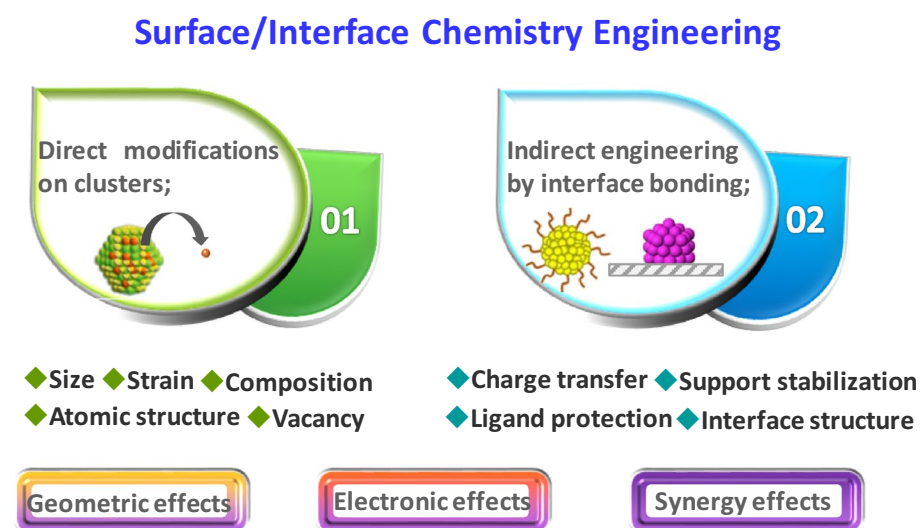 Surface/Interface Chemistry Engineering
Direct modifications
on clusters;
01
Indirect engineering
by interface bonding;
02
◆Size ◆Strain ◆Composition
◆Atomic structure ◆Vacancy
◆Charge transfer ◆Support stabilization
◆Ligand protection ◆Interface structure
Geometric effects
Electronic effects
Synergy effects